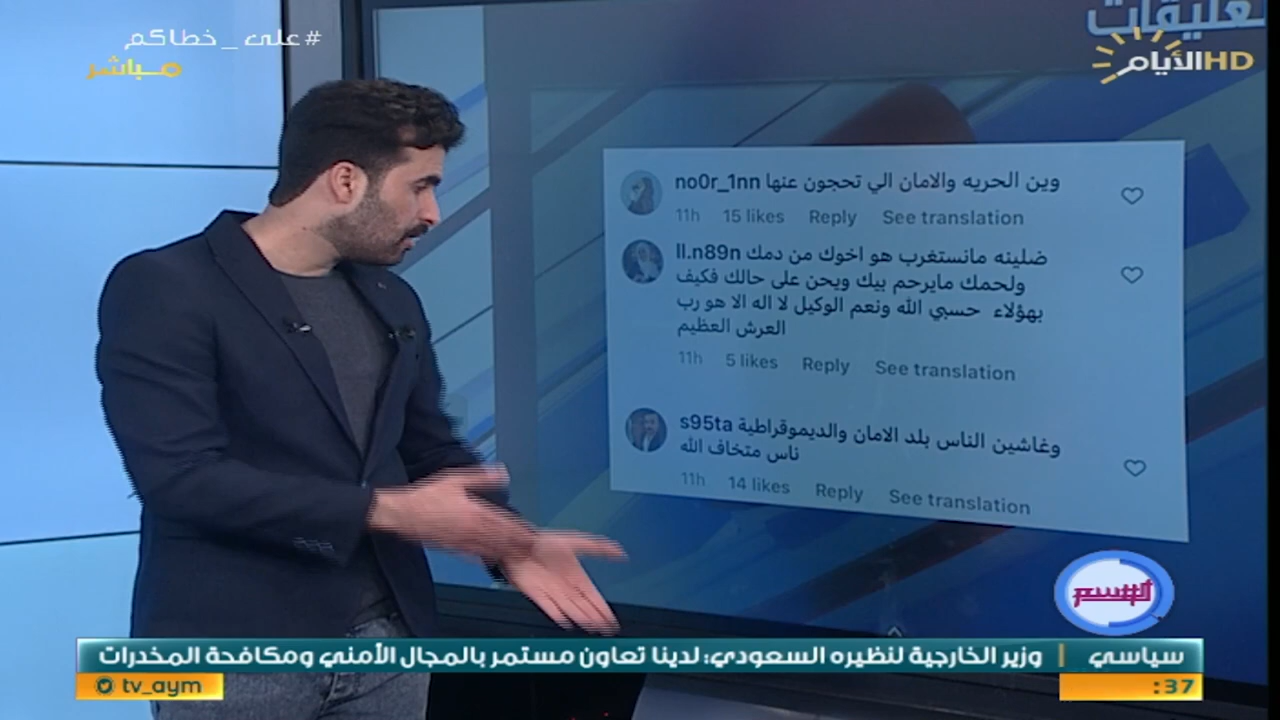 #على_خطاكم
مباشر
تعليقات
الأيام HD
no0r_1nn وين الحريه والامان الي تحجون عنها
11h 15 likes Reply See translation
ll.n89n ضلينه مانستغرب هو اخوك من دمك
ولحمك مايرحم بيك ويحن على حالك فكيف
بهؤلاء حسبي الله ونعم الوكيل لا اله الا هو رب
العرش العظيم
11h 5 likes Reply See translation
s95ta وغاشين الناس بلد الامان والديموقراطية
ناس متخاف الله
11h 14 likes Reply See translation
سياسي | وزير الخارجية لنظيره السعودي: لدينا تعاون مستمر بالمجال الأمني ومكافحة المخدرات
tv_aym
:37